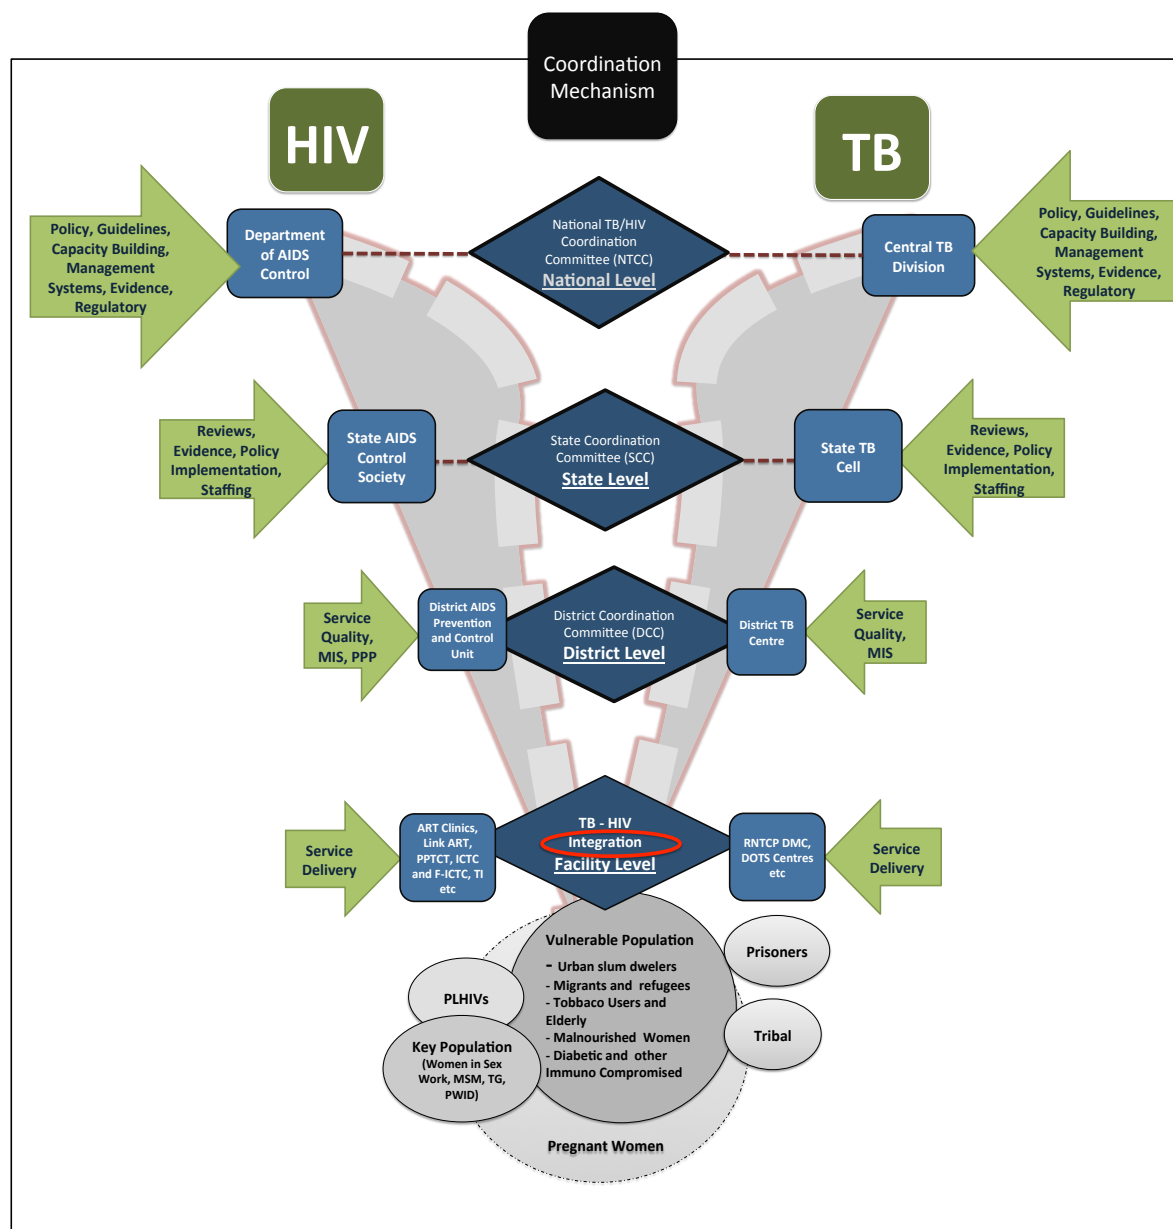 Coordination
Mechanism
HIV
TB
Policy, Guidelines,
Capacity Building,
Management
Systems, Evidence,
Regulatory
Department
of AIDS
Control
National TB/HIV
Coordination
Committee (NTCC)
National Level
Central TB
Division
Policy, Guidelines,
Capacity Building,
Management
Systems, Evidence,
Regulatory
Reviews,
Evidence, Policy
Implementation,
Staffing
State AIDS
Control
Society
State Coordination
Committee (SCC)
State Level
State TB
Cell
Reviews,
Evidence, Policy
Implementation,
Staffing
Service
Quality,
MIS, PPP
District AIDS
Prevention
and Control
Unit
District Coordination
Committee (DCC)
District Level
District TB
Centre
Service
Quality,
MIS
Service
Delivery
ART Clinics,
Link ART,
PPTCT, ICTC
and F-ICTC, TI
etc
TB - HIV
Integration
Facility Level
RNTCP DMC,
DOTS Centres
etc
Service
Delivery
Vulnerable Population
- Urban slum dwelers
- Migrants and refugees
- Tobbaco Users and
Elderly
- Malnourished Women
- Diabetic and other
Immuno Compromised
PLHIVs
Key Population
(Women in Sex
Work, MSM, TG,
PWID)
Prisoners
Tribal
Pregnant Women